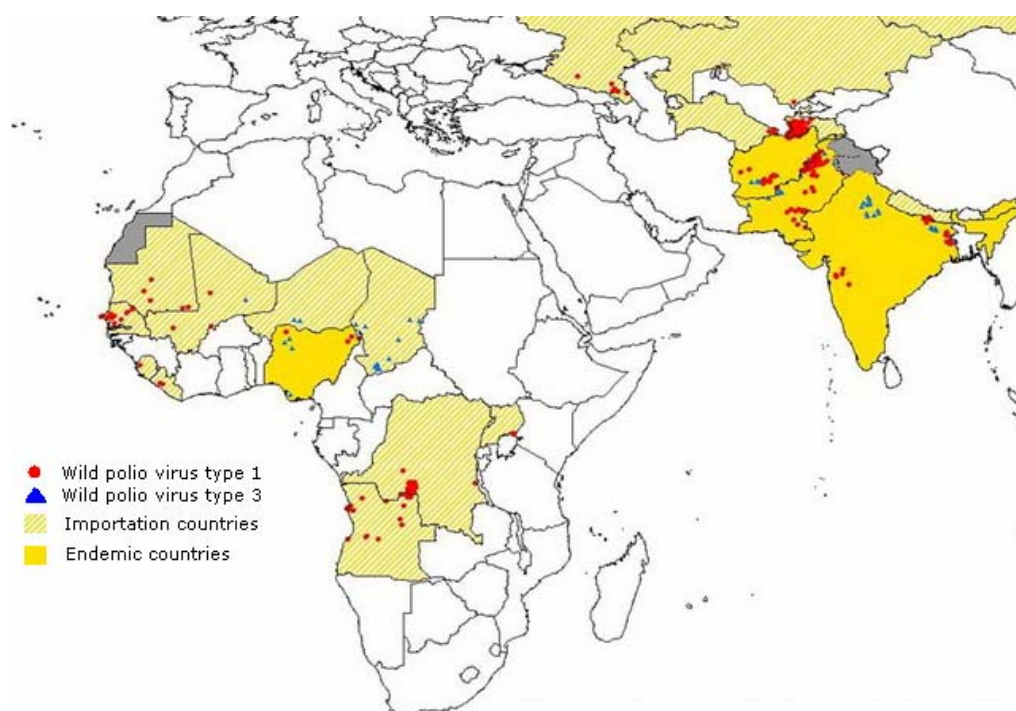 Wild polio virus type 1
Wild polio virus type 3
Importation countries
Endemic countries